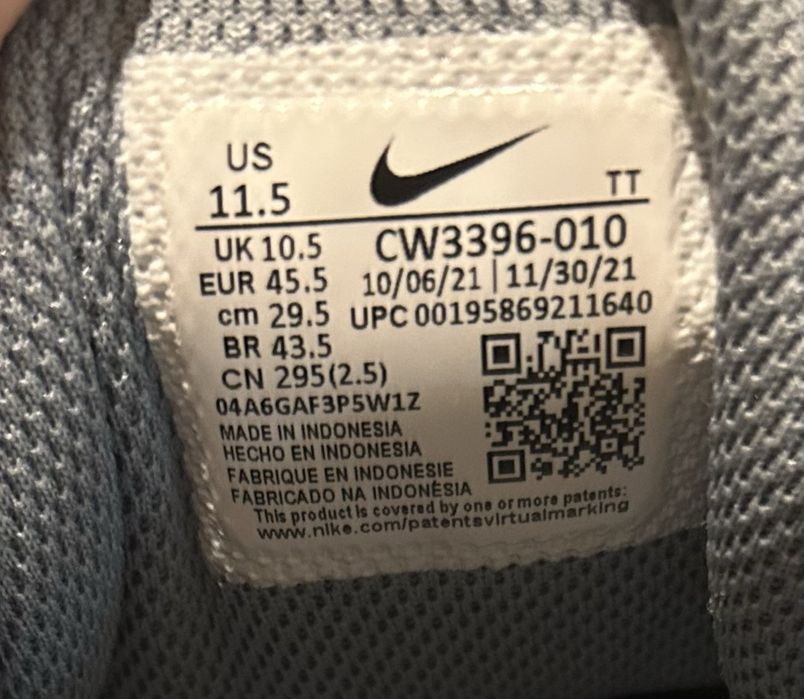 US
11.5
TT
UK 10.5
CW3396-010
EUR 45.5
10/06/21 | 11/30/21
cm 29.5
UPC 00195869211640
BR 43.5
CN 295(2.5)
04A6GAF3P5W1Z
MADE IN INDONESIA
HECHO EN INDONESIA
FABRIQUE EN INDONESIE
FABRICADO NA INDONÉSIA
This product is covered by one or more patents:
www.nike.com/patentsvirtualmarking